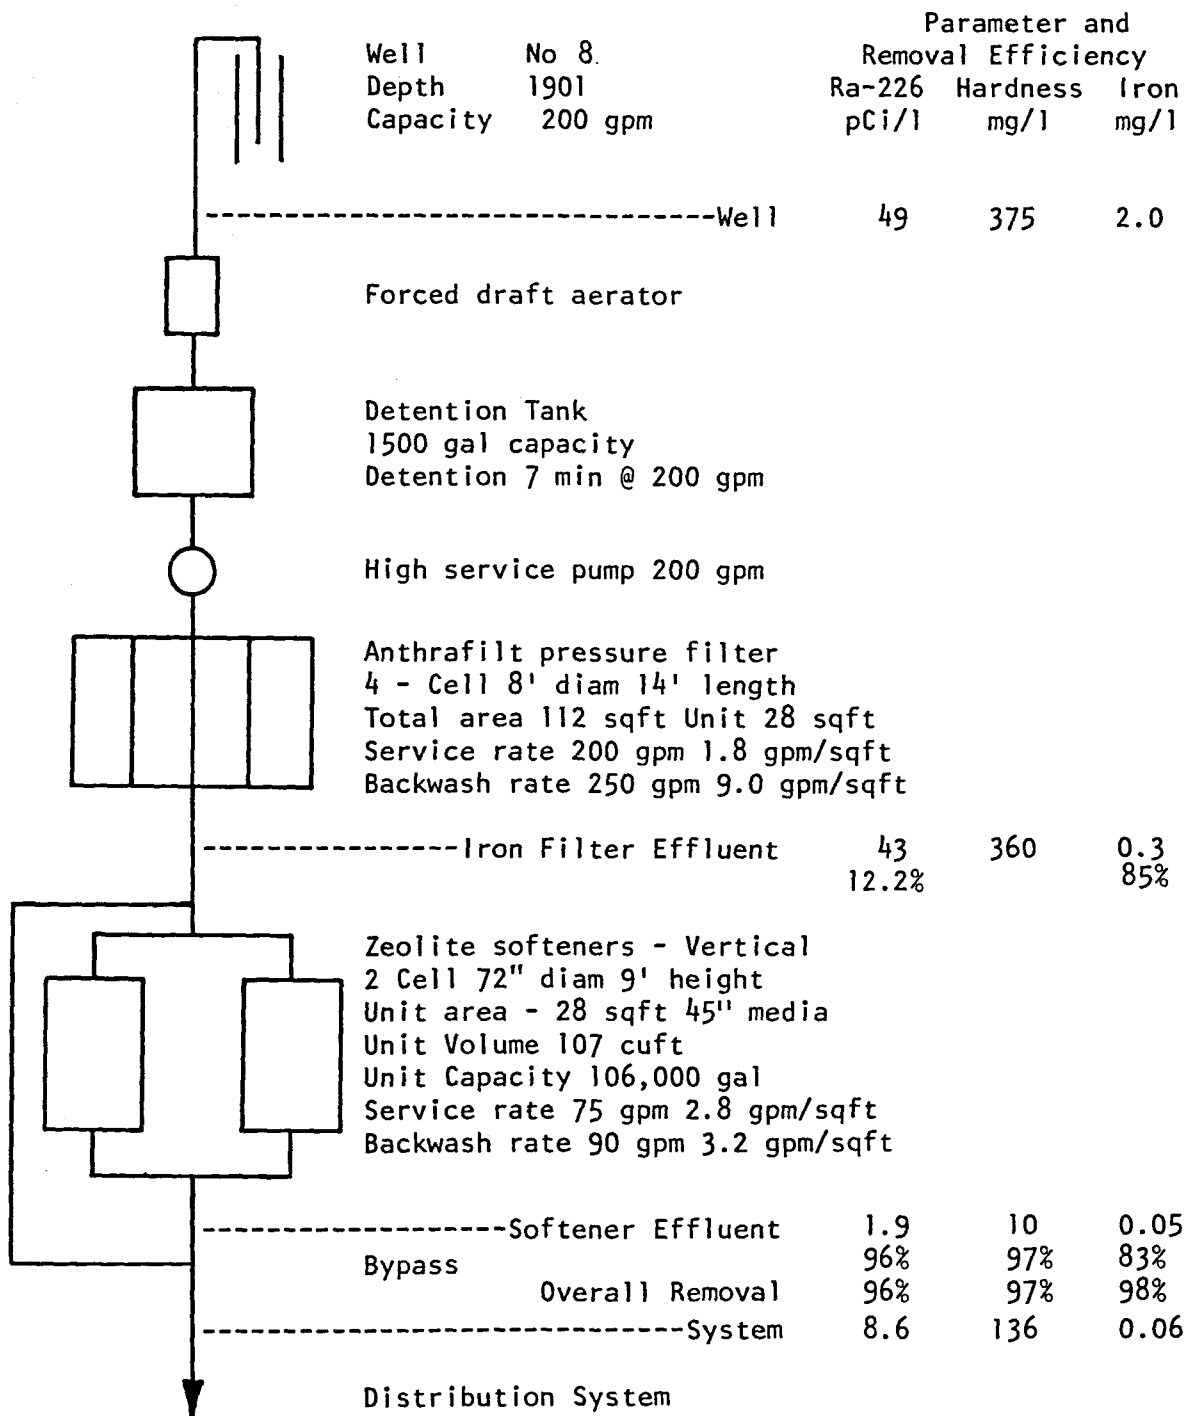 Parameter and
Well No 8. Removal Efficiency
Depth 1901 Ra-226 Hardness Iron
Capacity 200 gpm pCi/l mg/l mg/l
Well 49 375 2.0
Forced draft aerator
Detention Tank
1500 gal capacity
Detention 7 min @ 200 gpm
High service pump 200 gpm
Anthrafilt pressure filter
4 - Cell 8' diam 14' length
Total area 112 sqft Unit 28 sqft
Service rate 200 gpm 1.8 gpm/sqft
Backwash rate 250 gpm 9.0 gpm/sqft
Iron Filter Effluent 43 360 0.3
12.2% 85%
Zeolite softeners - Vertical
2 Cell 72" diam 9' height
Unit area - 28 sqft 45" media
Unit Volume 107 cuft
Unit Capacity 106,000 gal
Service rate 75 gpm 2.8 gpm/sqft
Backwash rate 90 gpm 3.2 gpm/sqft
Softener Effluent 1.9 10 0.05
Bypass 96% 97% 83%
Overall Removal 96% 97% 98%
System 8.6 136 0.06
Distribution System